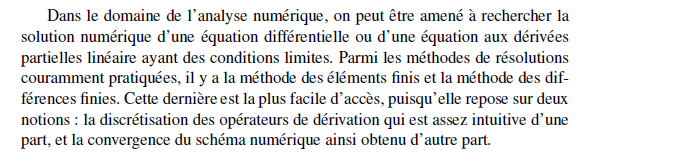 Dans le domaine de l'analyse numérique, on peut être amené à rechercher la
solution numérique d'une équation différentielle ou d'une équation aux dérivées
partielles linéaire ayant des conditions limites. Parmi les méthodes de résolutions
couramment pratiquées, il y a la méthode des éléments finis et la méthode des dif-
férences finies. Cette dernière est la plus facile d'accès, puisqu'elle repose sur deux
notions : la discrétisation des opérateurs de dérivation qui est assez intuitive d'une
part, et la convergence du schéma numérique ainsi obtenu d'autre part.